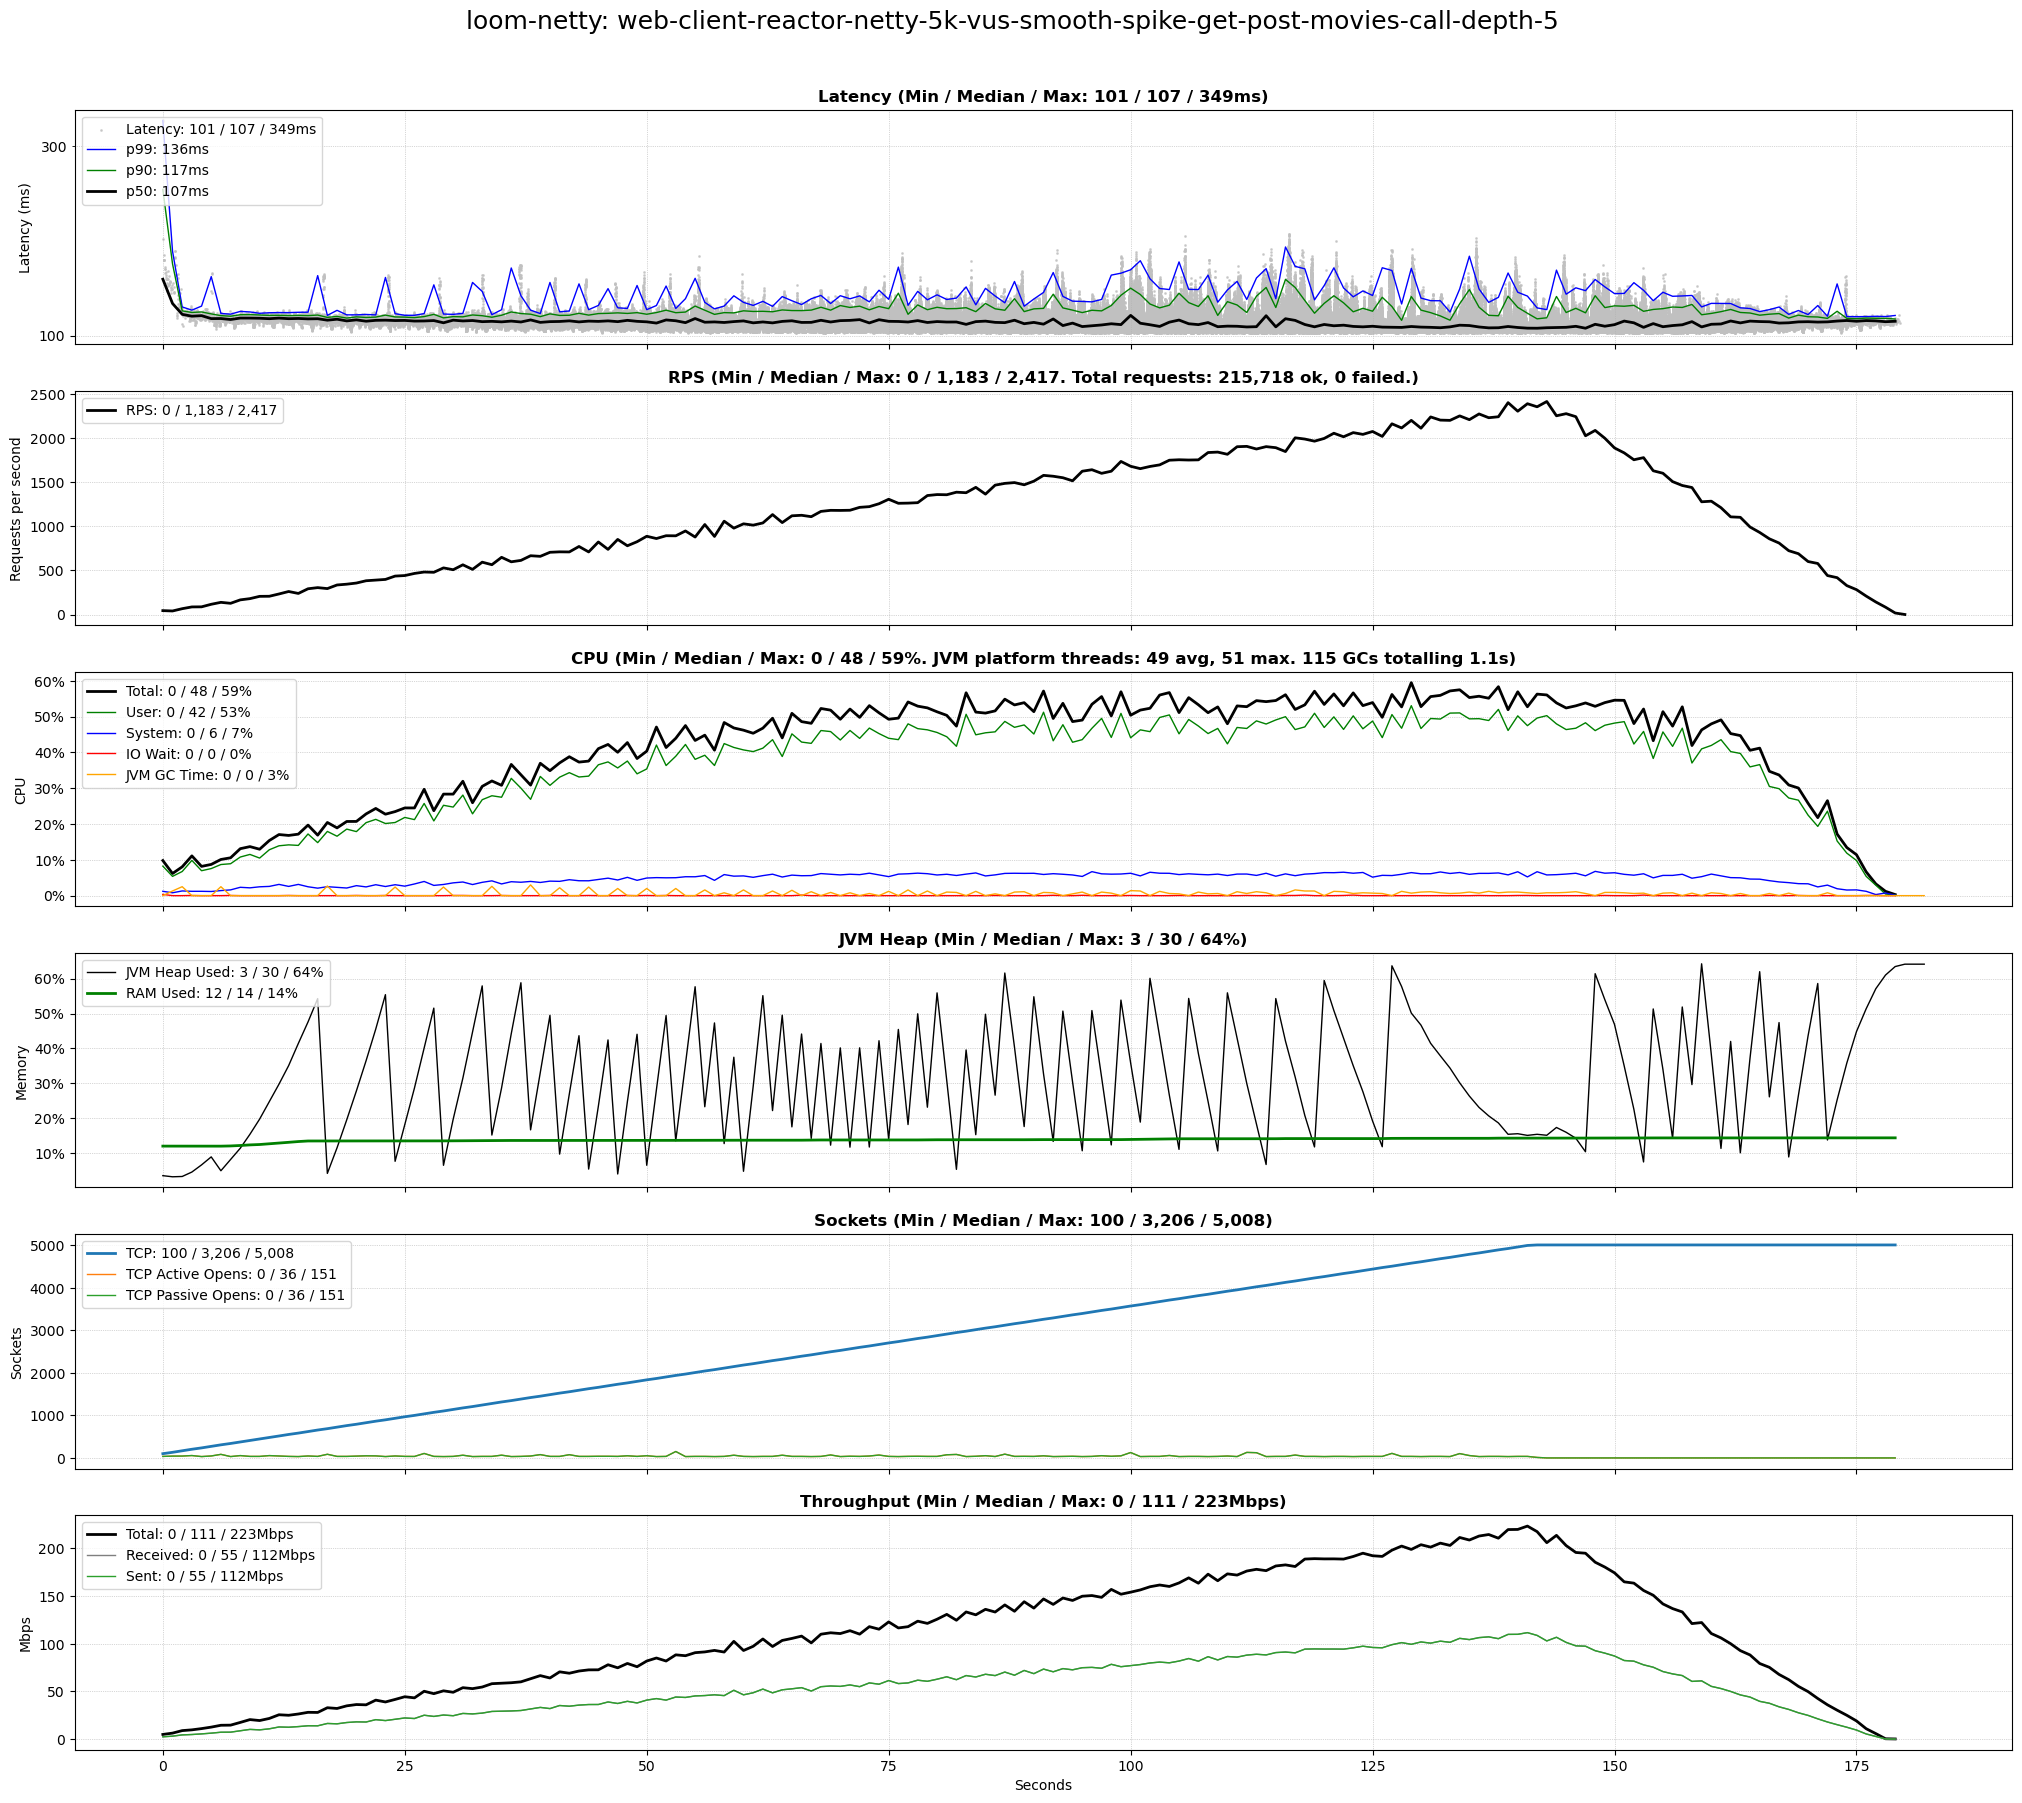 loom-netty: web-client-reactor-netty-5k-vus-smooth-spike-get-post-movies-call-depth-5
Latency (Min / Median / Max: 101 / 107 / 349ms)
Latency: 101 / 107 / 349ms
p99: 136ms
p90: 117ms
p50: 107ms
Latency (ms)
300
100
RPS (Min / Median / Max: 0 / 1,183 / 2,417. Total requests: 215,718 ok, 0 failed.)
RPS: 0 / 1,183 / 2,417
Requests per second
2500
2000
1500
1000
500
0
CPU (Min / Median / Max: 0 / 48 / 59%. JVM platform threads: 49 avg, 51 max. 115 GCs totalling 1.1s)
Total: 0 / 48 / 59%
User: 0 / 42 / 53%
System: 0 / 6 / 7%
IO Wait: 0 / 0 / 0%
JVM GC Time: 0 / 0 / 3%
CPU
60%
50%
40%
30%
20%
10%
0%
JVM Heap (Min / Median / Max: 3 / 30 / 64%)
JVM Heap Used: 3 / 30 / 64%
RAM Used: 12 / 14 / 14%
Memory
60%
50%
40%
30%
20%
10%
Sockets (Min / Median / Max: 100 / 3,206 / 5,008)
TCP: 100 / 3,206 / 5,008
TCP Active Opens: 0 / 36 / 151
TCP Passive Opens: 0 / 36 / 151
Sockets
5000
4000
3000
2000
1000
0
Throughput (Min / Median / Max: 0 / 111 / 223Mbps)
Total: 0 / 111 / 223Mbps
Received: 0 / 55 / 112Mbps
Sent: 0 / 55 / 112Mbps
Mbps
200
150
100
50
0
0 25 50 75 100 125 150 175
Seconds